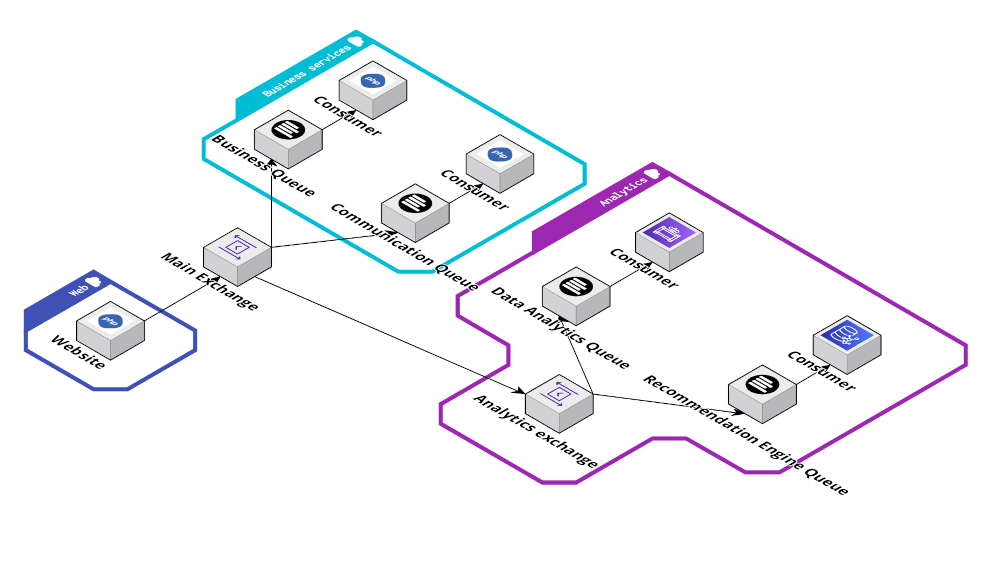 Business services
php
Consumer
Business Queue
php
Consumer
Communication Queue
Main Exchange
Web
php
Website
Analytics
Consumer
Data Analytics Queue
Consumer
Recommendation Engine Queue
Analytics exchange